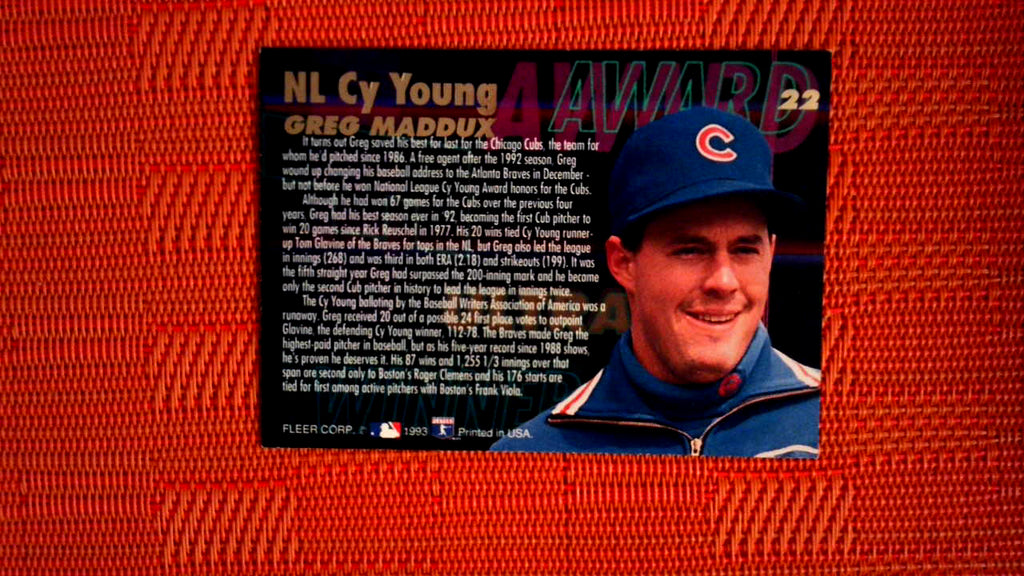 NL Cy Young
AWARD
22
GREG MADDUX
It turns out Greg saved his best for last for the Chicago Cubs, the team for
whom he'd pitched since 1986. A free agent after the 1992 season, Greg
wound up changing his baseball address to the Atlanta Braves in December -
but not before he won National League Cy Young Award honors for the Cubs.
Although he had won 67 games for the Cubs over the previous four
years, Greg had his best season ever in '92, becoming the first Cub pitcher to
win 20 games since Rick Reuschel in 1977. His 20 wins tied Cy Young runner-
up Tom Glavine of the Braves for tops in the NL, but Greg also led the league
in innings (268) and was third in both ERA (2.18) and strikeouts (199). It was
the fifth straight year Greg had surpassed the 200-inning mark and he became
only the second Cub pitcher in history to lead the league in innings twice.
The Cy Young balloting by the Baseball Writers Association of America was a
runaway. Greg received 20 out of a possible 24 first place votes to outpoint
Glavine, the defending Cy Young winner, 112-78. The Braves made Greg the
highest-paid pitcher in baseball, but as his five-year record since 1988 shows,
he's proven he deserves it. His 87 wins and 1,255 1/3 innings over that
span are second only to Boston's Roger Clemens and his 176 starts are
tied for first among active pitchers with Boston's Frank Viola.
WINNER
FLEER CORP. © 1993 Printed in USA.
C